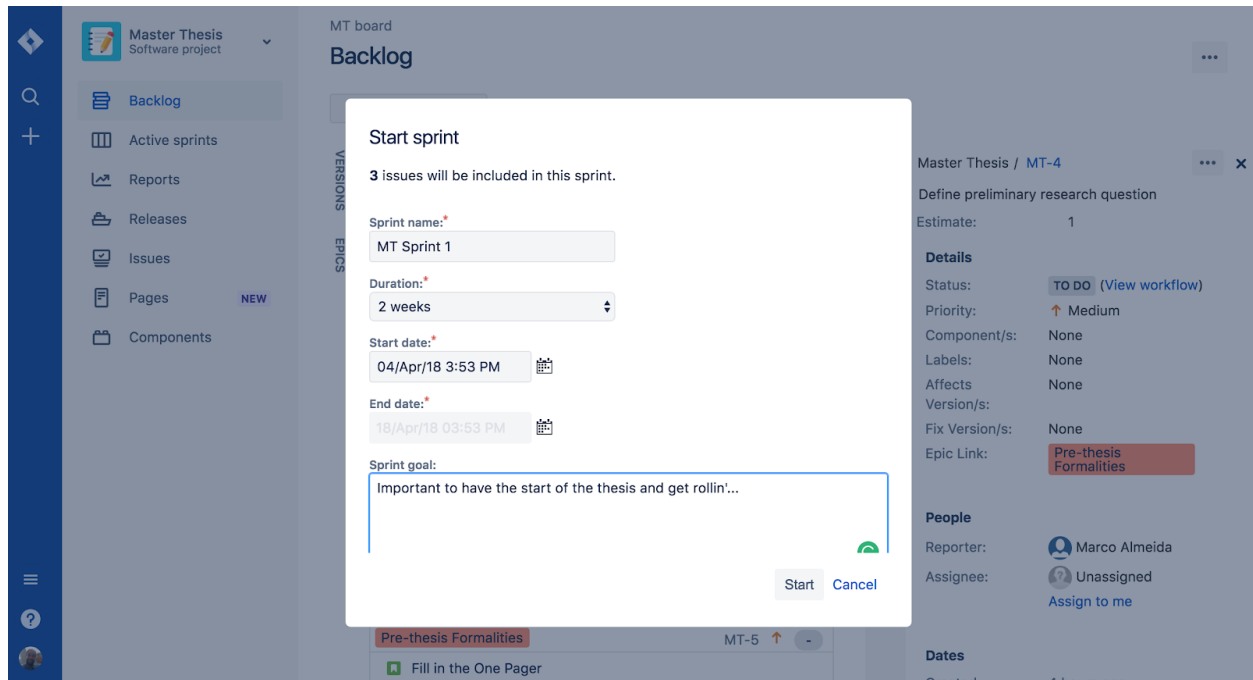 Master Thesis
Software project
Backlog
Active sprints
Reports
Releases
Issues
Pages NEW
Components
MT board
Backlog
VERSIONS
EPICS
Start sprint
3 issues will be included in this sprint.
Sprint name:*
MT Sprint 1
Duration:*
2 weeks
Start date:*
04/Apr/18 3:53 PM
End date:*
18/Apr/18 03:53 PM
Sprint goal:
Important to have the start of the thesis and get rollin'...
Start Cancel
Pre-thesis Formalities MT-5 -
Fill in the One Pager
Master Thesis / MT-4
Define preliminary research question
Estimate: 1
Details
Status: TO DO (View workflow)
Priority: Medium
Component/s: None
Labels: None
Affects None
Version/s:
Fix Version/s: None
Epic Link: Pre-thesis
Formalities
People
Reporter: Marco Almeida
Assignee: Unassigned
Assign to me
Dates